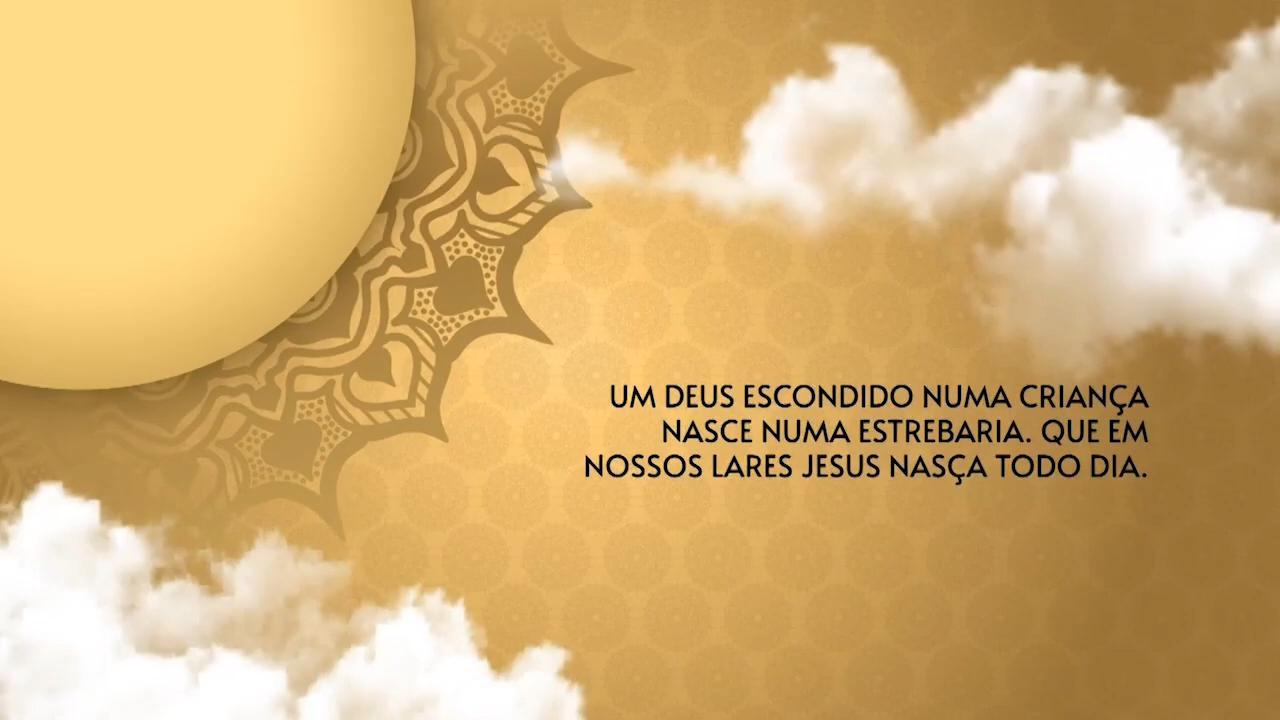 UM DEUS ESCONDIDO NUMA CRIANÇA
NASCE NUMA ESTREBARIA. QUE EM
NOSSOS LARES JESUS NASÇA TODO DIA.